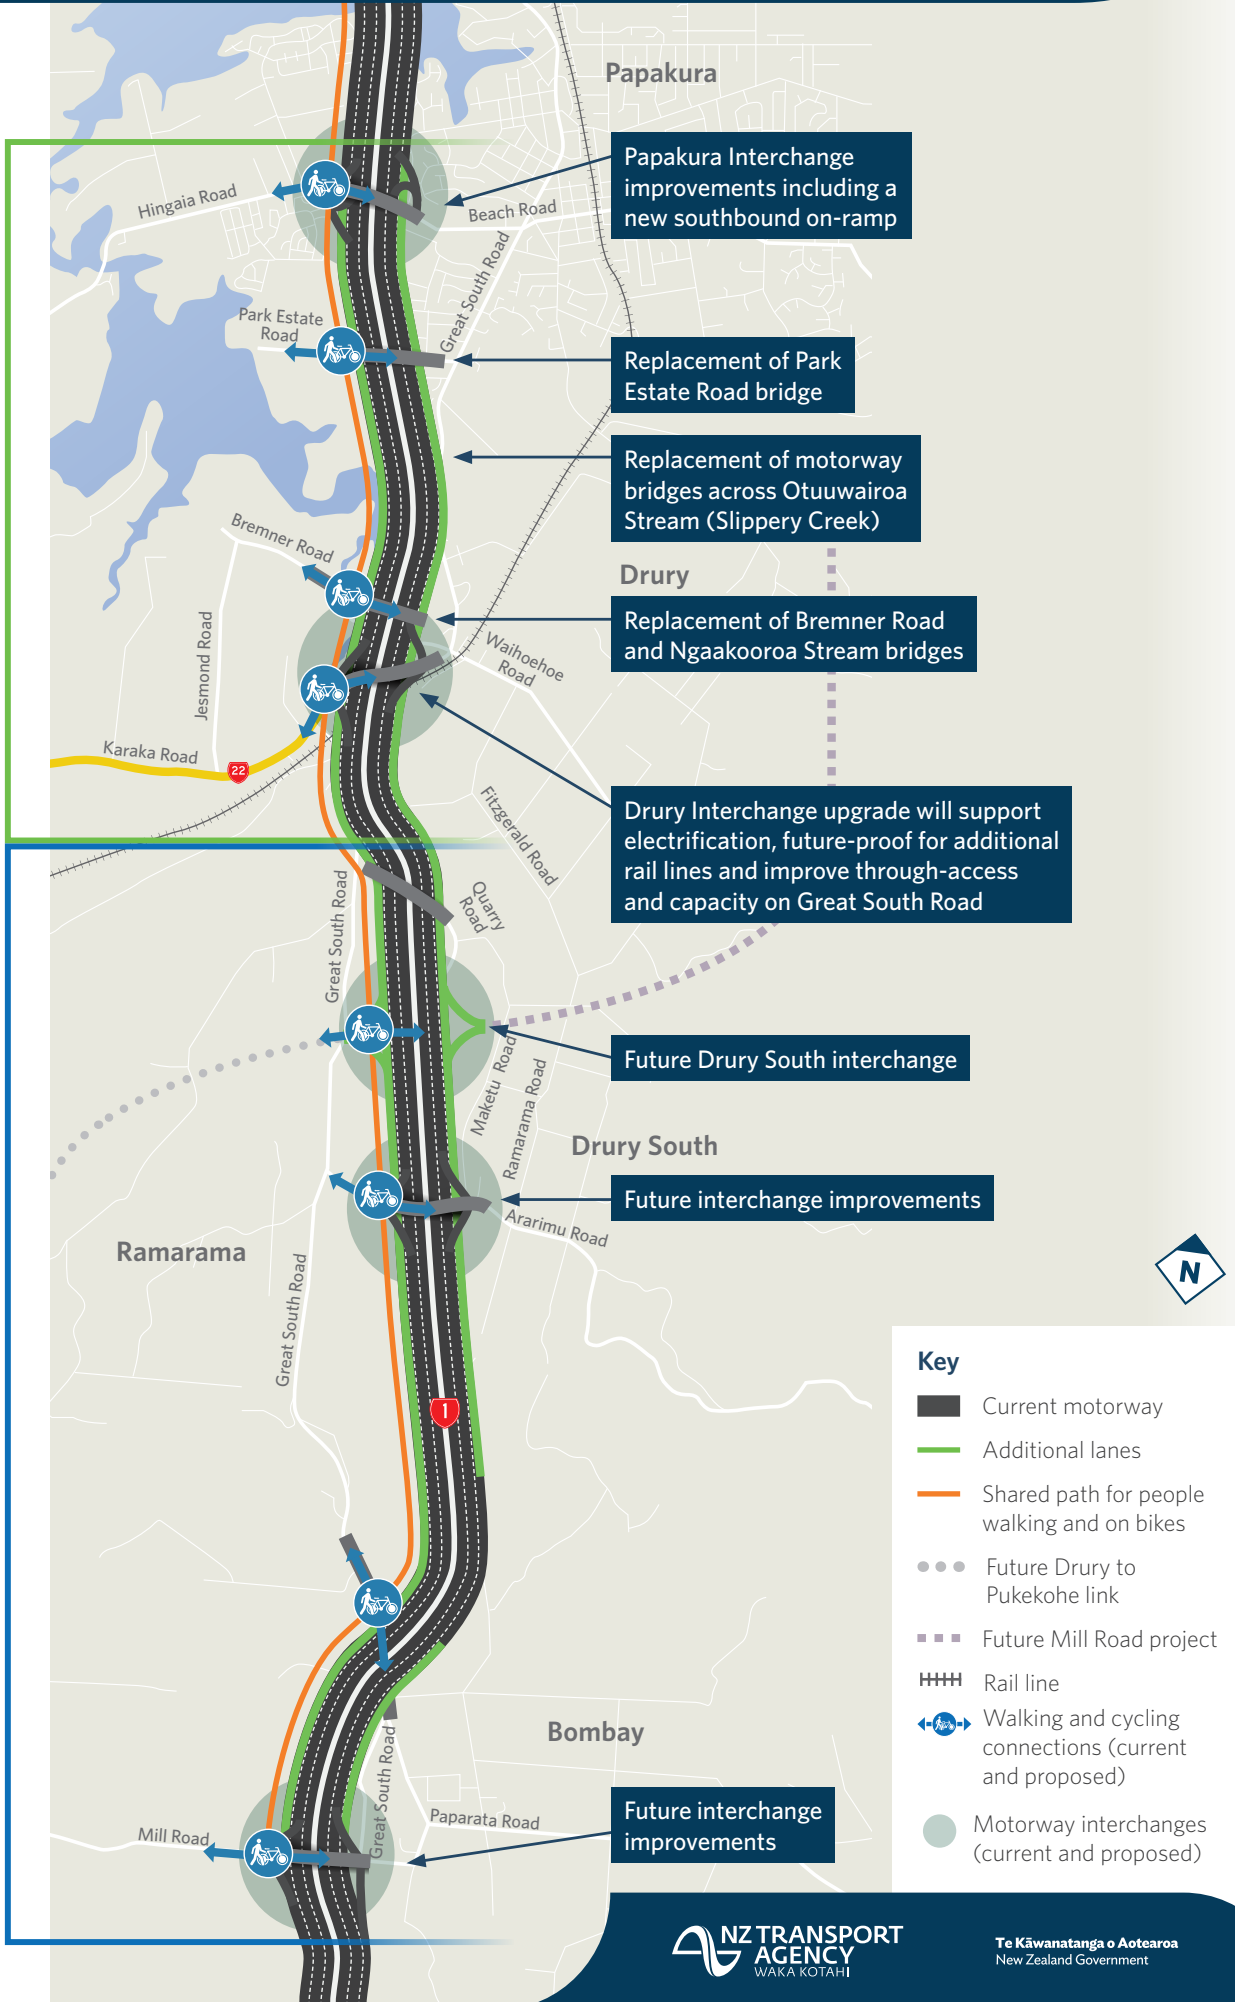 Papakura
Papakura Interchange
improvements including a
new southbound on-ramp
Hingaia Road
Beach Road
Great South Road
Park Estate
Road
Replacement of Park
Estate Road bridge
Replacement of motorway
bridges across Otuuwairoa
Stream (Slippery Creek)
Bremner Road
Drury
Replacement of Bremner Road
and Ngaakooroa Stream bridges
Jesmond Road
Waihoehoe
Road
Karaka Road
22
Drury Interchange upgrade will support
electrification, future-proof for additional
rail lines and improve through-access
and capacity on Great South Road
Fitzgerald Road
Quarry
Road
Great South Road
Future Drury South interchange
Maketu Road
Ramarama Road
Drury South
Future interchange improvements
Ararimu Road
Ramarama
Great South Road
N
1
Key
Current motorway
Additional lanes
Shared path for people
walking and on bikes
Future Drury to
Pukekohe link
Future Mill Road project
Rail line
Walking and cycling
connections (current
and proposed)
Motorway interchanges
(current and proposed)
Bombay
Great South Road
Paparata Road
Mill Road
Future interchange
improvements
NZ TRANSPORT
AGENCY
WAKA KOTAHI
Te Kāwanatanga o Aotearoa
New Zealand Government